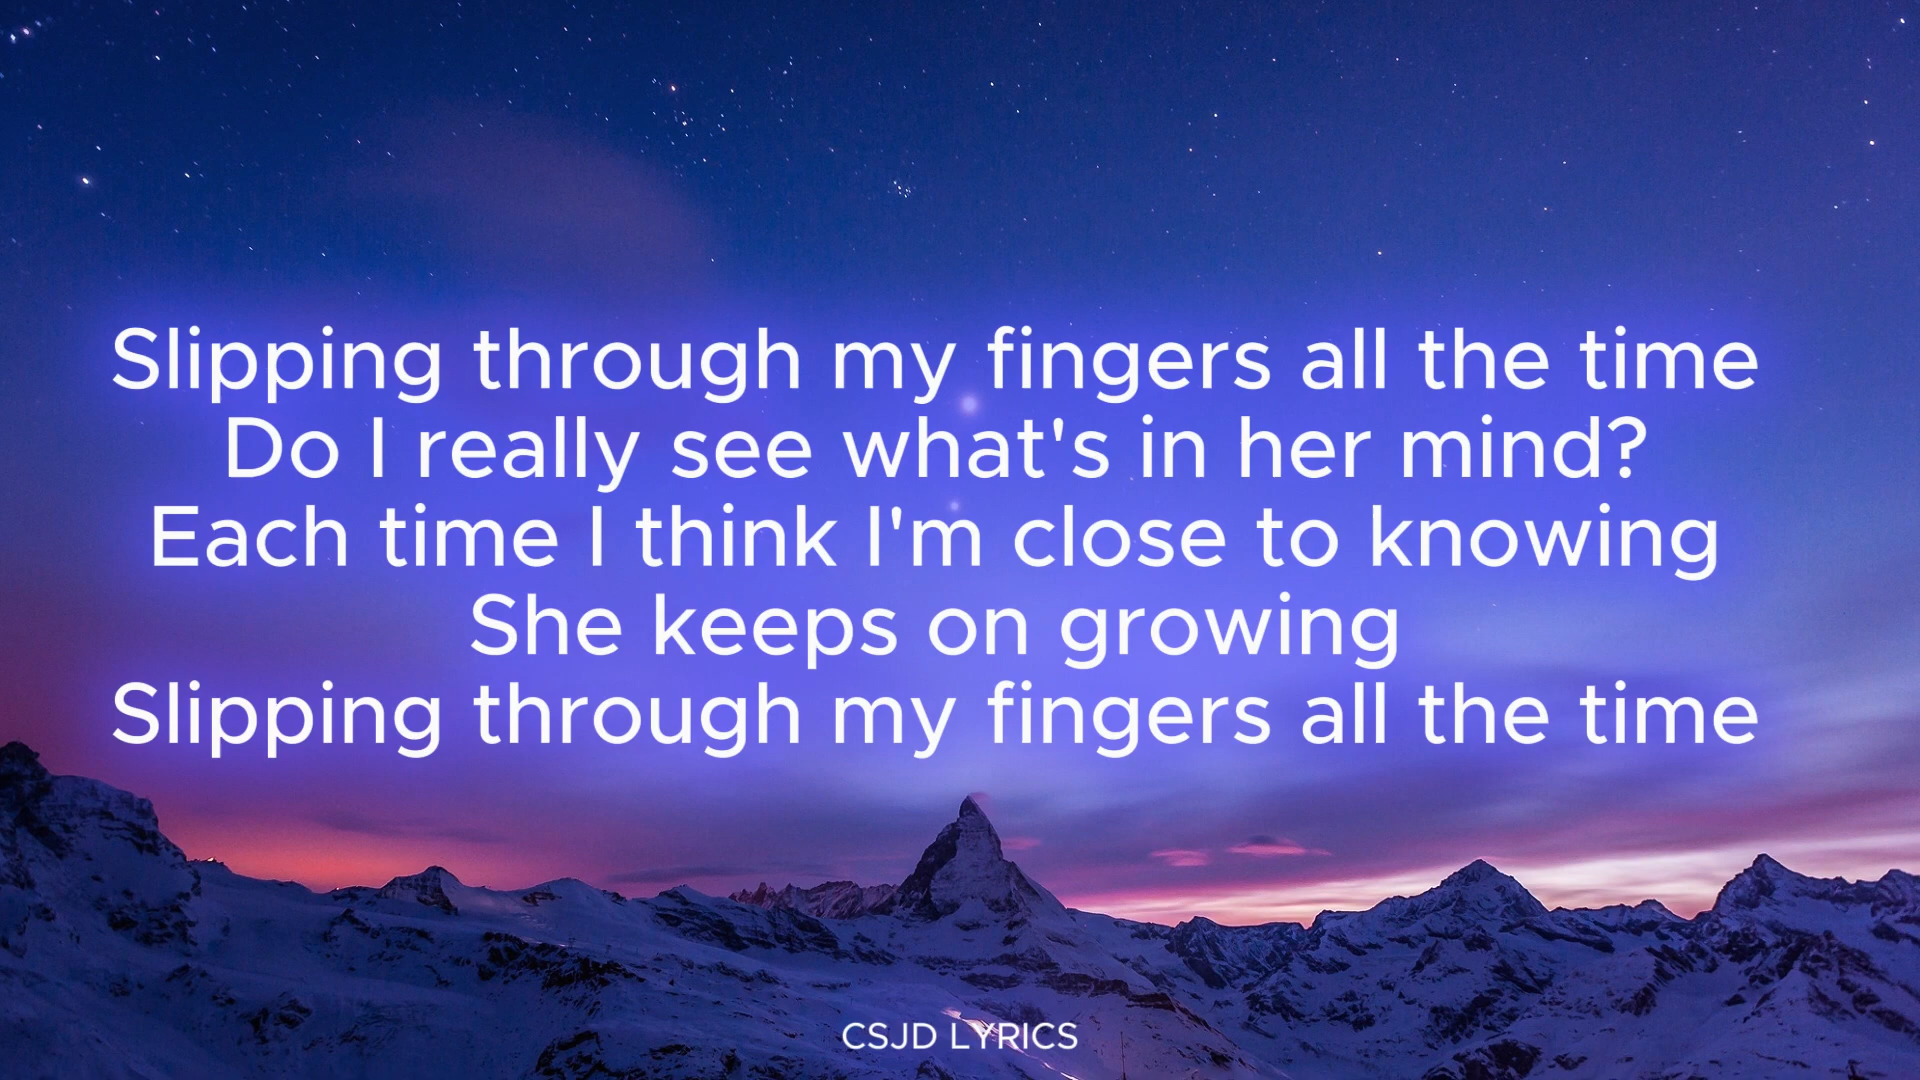 Slipping through my fingers all the time
Do I really see what's in her mind?
Each time I think I'm close to knowing
She keeps on growing
Slipping through my fingers all the time
CSJD LYRICS